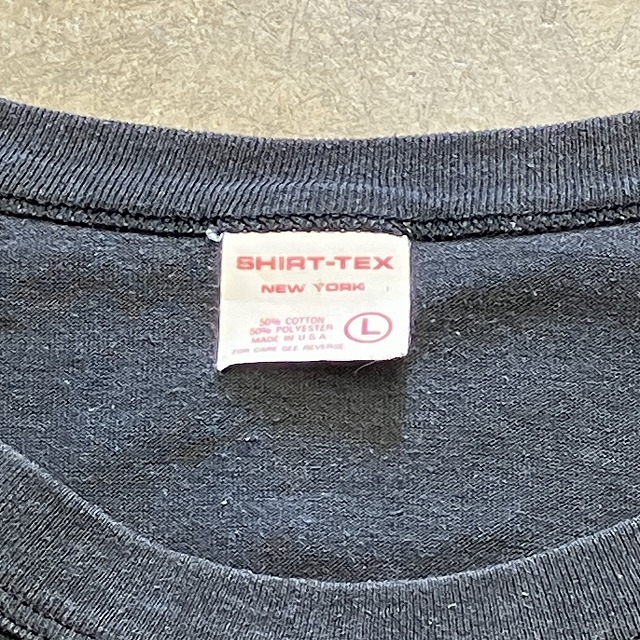 SHIRT-TEX
NEW YORK
50% COTTON
50% POLYESTER
MADE IN U.S.A.
FOR CARE SEE REVERSE
L